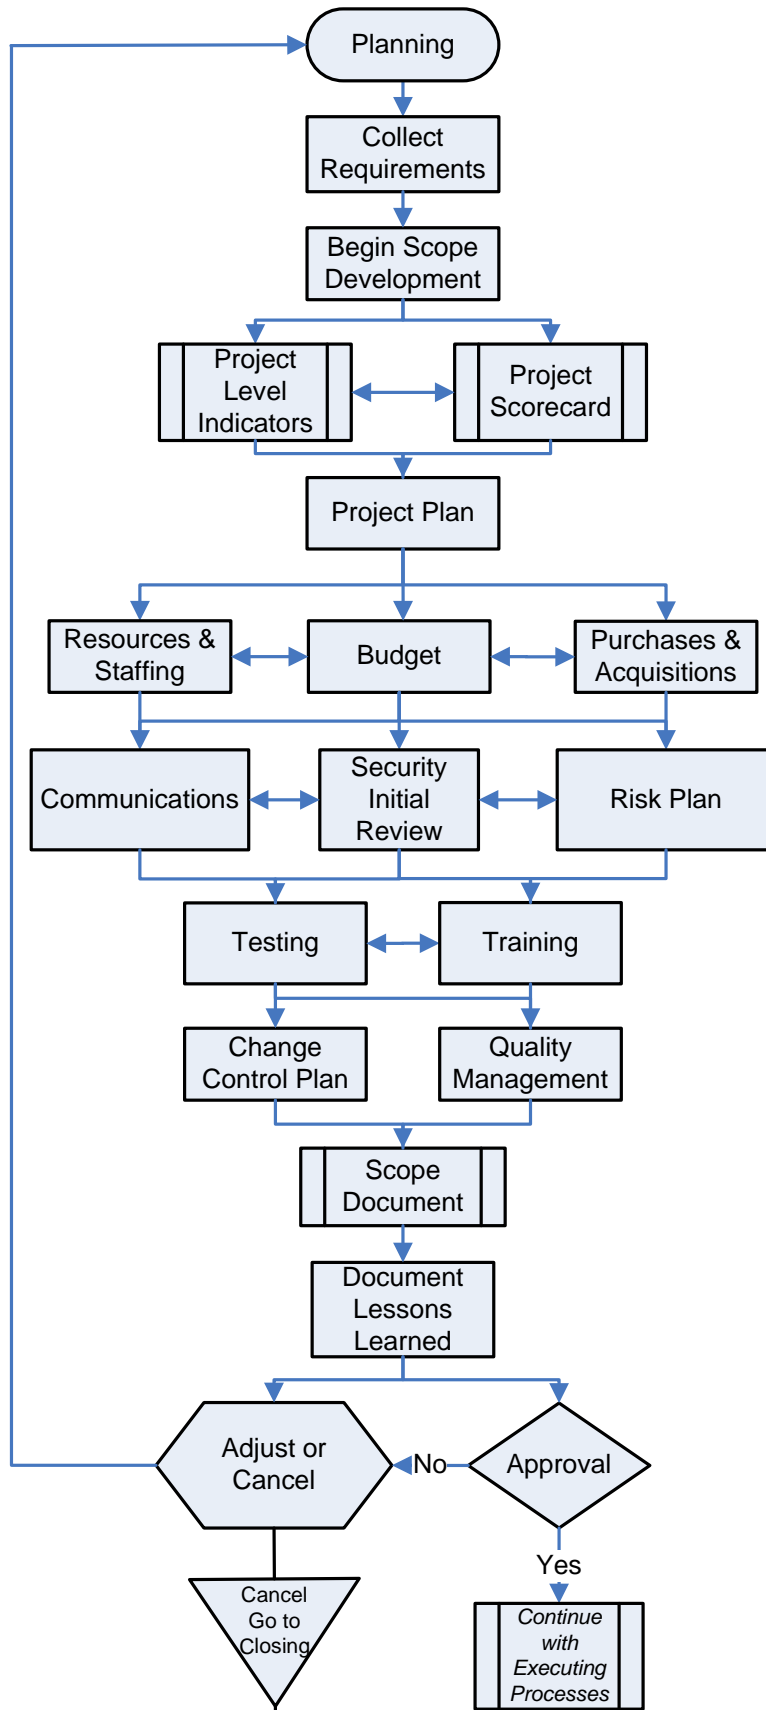 Planning
Collect
Requirements
Begin Scope
Development
Project
Level
Indicators
Project
Scorecard
Project Plan
Resources &
Staffing
Budget
Purchases &
Acquisitions
Communications
Security
Initial
Review
Risk Plan
Testing
Training
Change
Control Plan
Quality
Management
Scope
Document
Document
Lessons
Learned
Adjust or
Cancel
No
Approval
Yes
Cancel
Go to
Closing
Continue
with
Executing
Processes